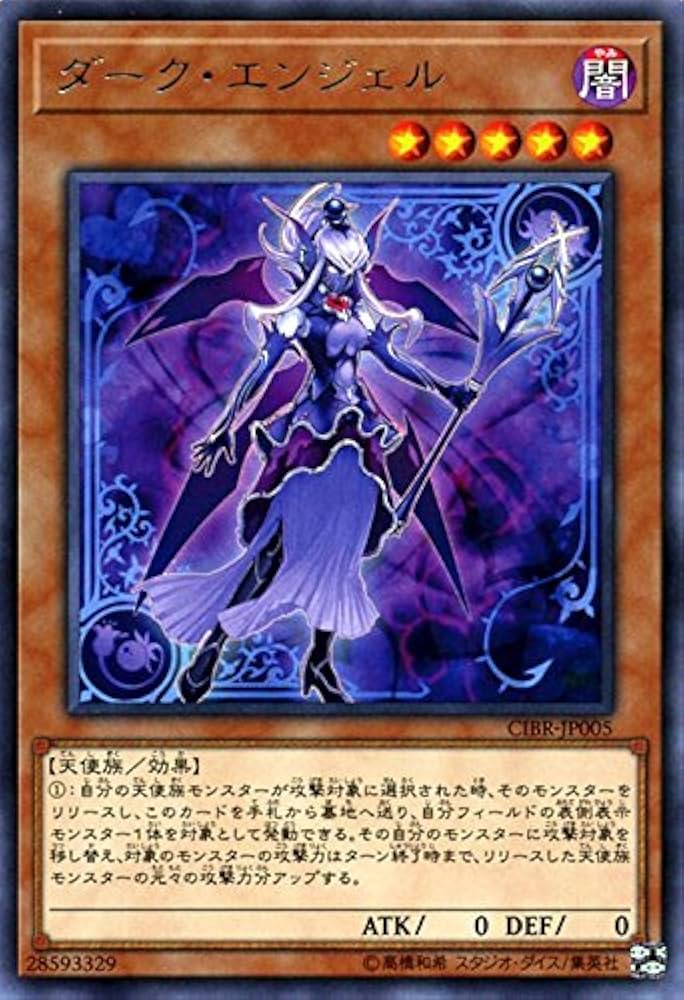 ダーク・エンジェル
やみ
闇
CIBR-JP005
【天使族／効果】
①：自分の天使族モンスターが攻撃対象に選択された時、そのモンスターを
リリースし、このカードを手札から墓地へ送り、自分フィールドの表側表示
モンスター１体を対象として発動できる。その自分のモンスターに攻撃対象を
移し替え、対象のモンスターの攻撃力はターン終了時まで、リリースした天使族
モンスターの元々の攻撃力分アップする。
ATK/ 0 DEF/ 0
28593329 ©高橋和希 スタジオ・ダイス/集英社